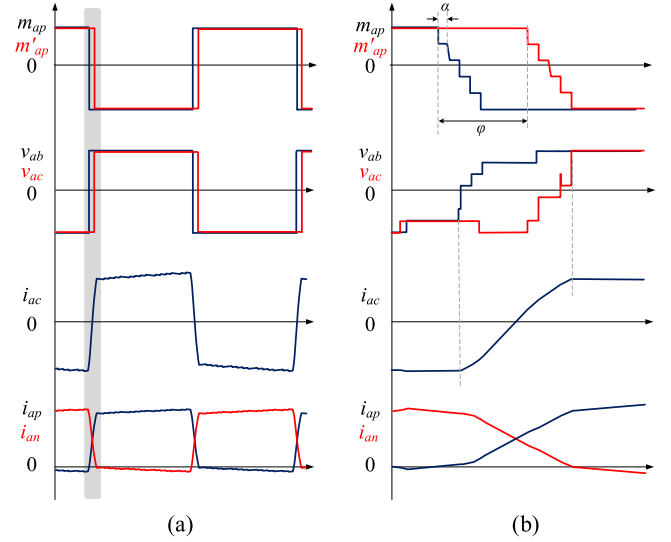 m_ap
m'_ap
0
v_ab
v_ac
0
i_ac
0
i_ap
i_an
0
(a)
m_ap
m'_ap
0
α
φ
v_ab
v_ac
0
i_ac
0
i_ap
i_an
0
(b)